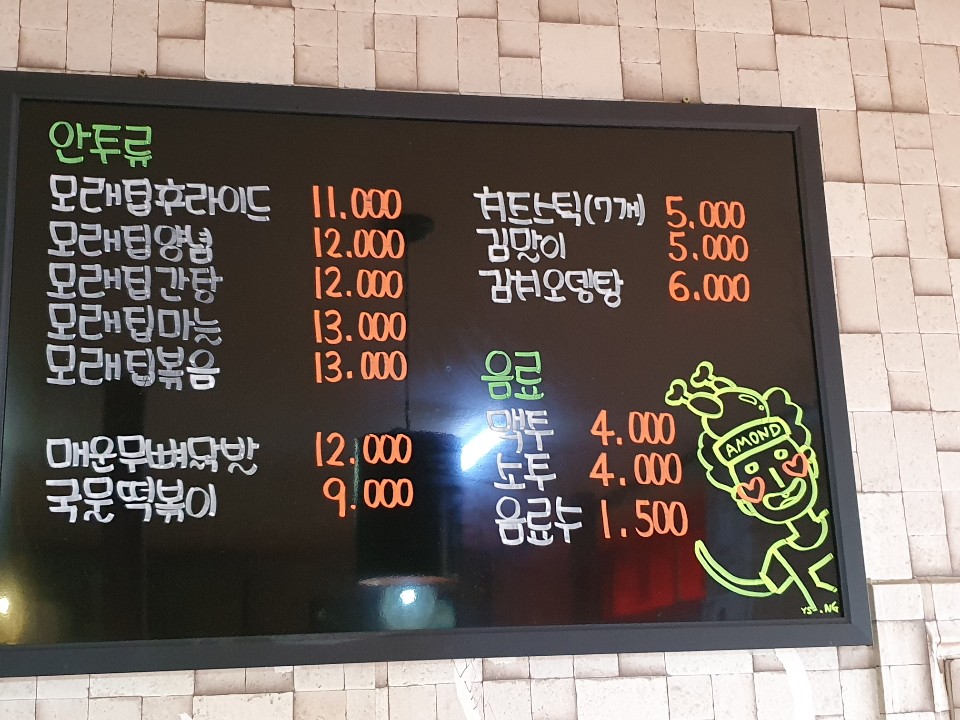 안주류
모래집후라이드 11.000
모래집양념 12.000
모래집간장 12.000
모래집마늘 13.000
모래집볶음 13.000
매운무뼈닭발 12.000
국물떡볶이 9.000
치즈스틱(7개) 5.000
김말이 5.000
김치오뎅탕 6.000
음료
맥주 4.000
소주 4.000
음료수 1.500
AMOND